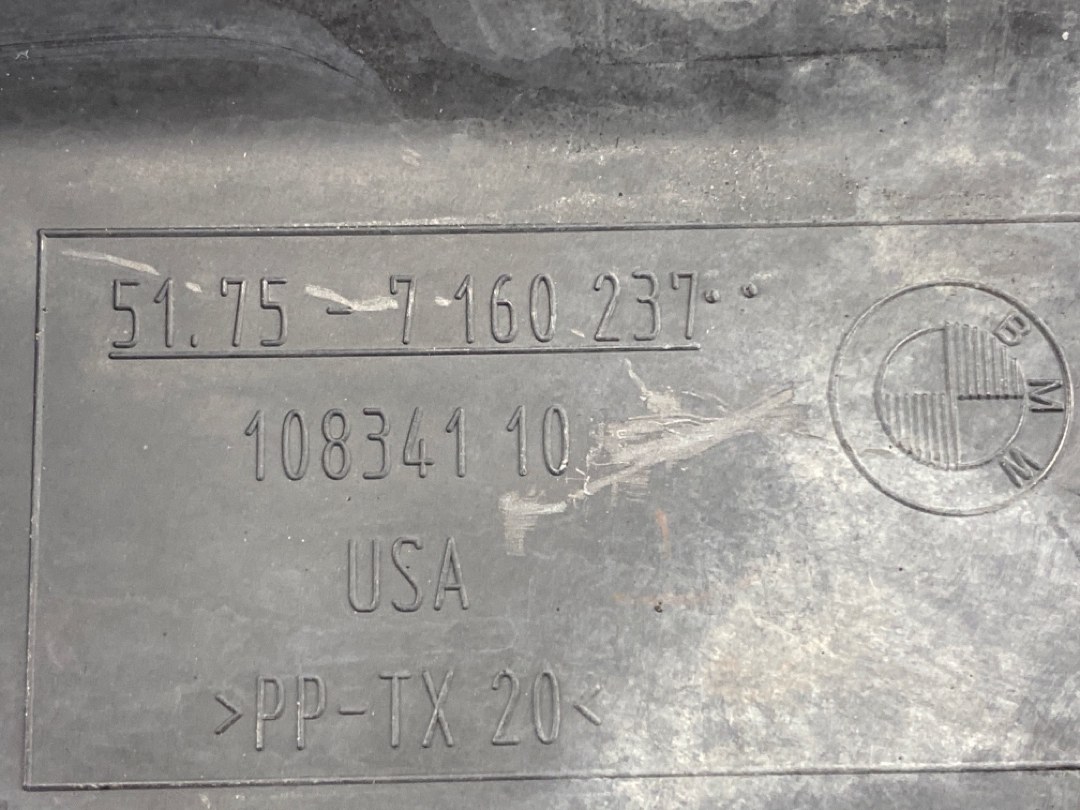 51.75 - 7 160 237··
108341 10
USA
>PP-TX 20<
BMW